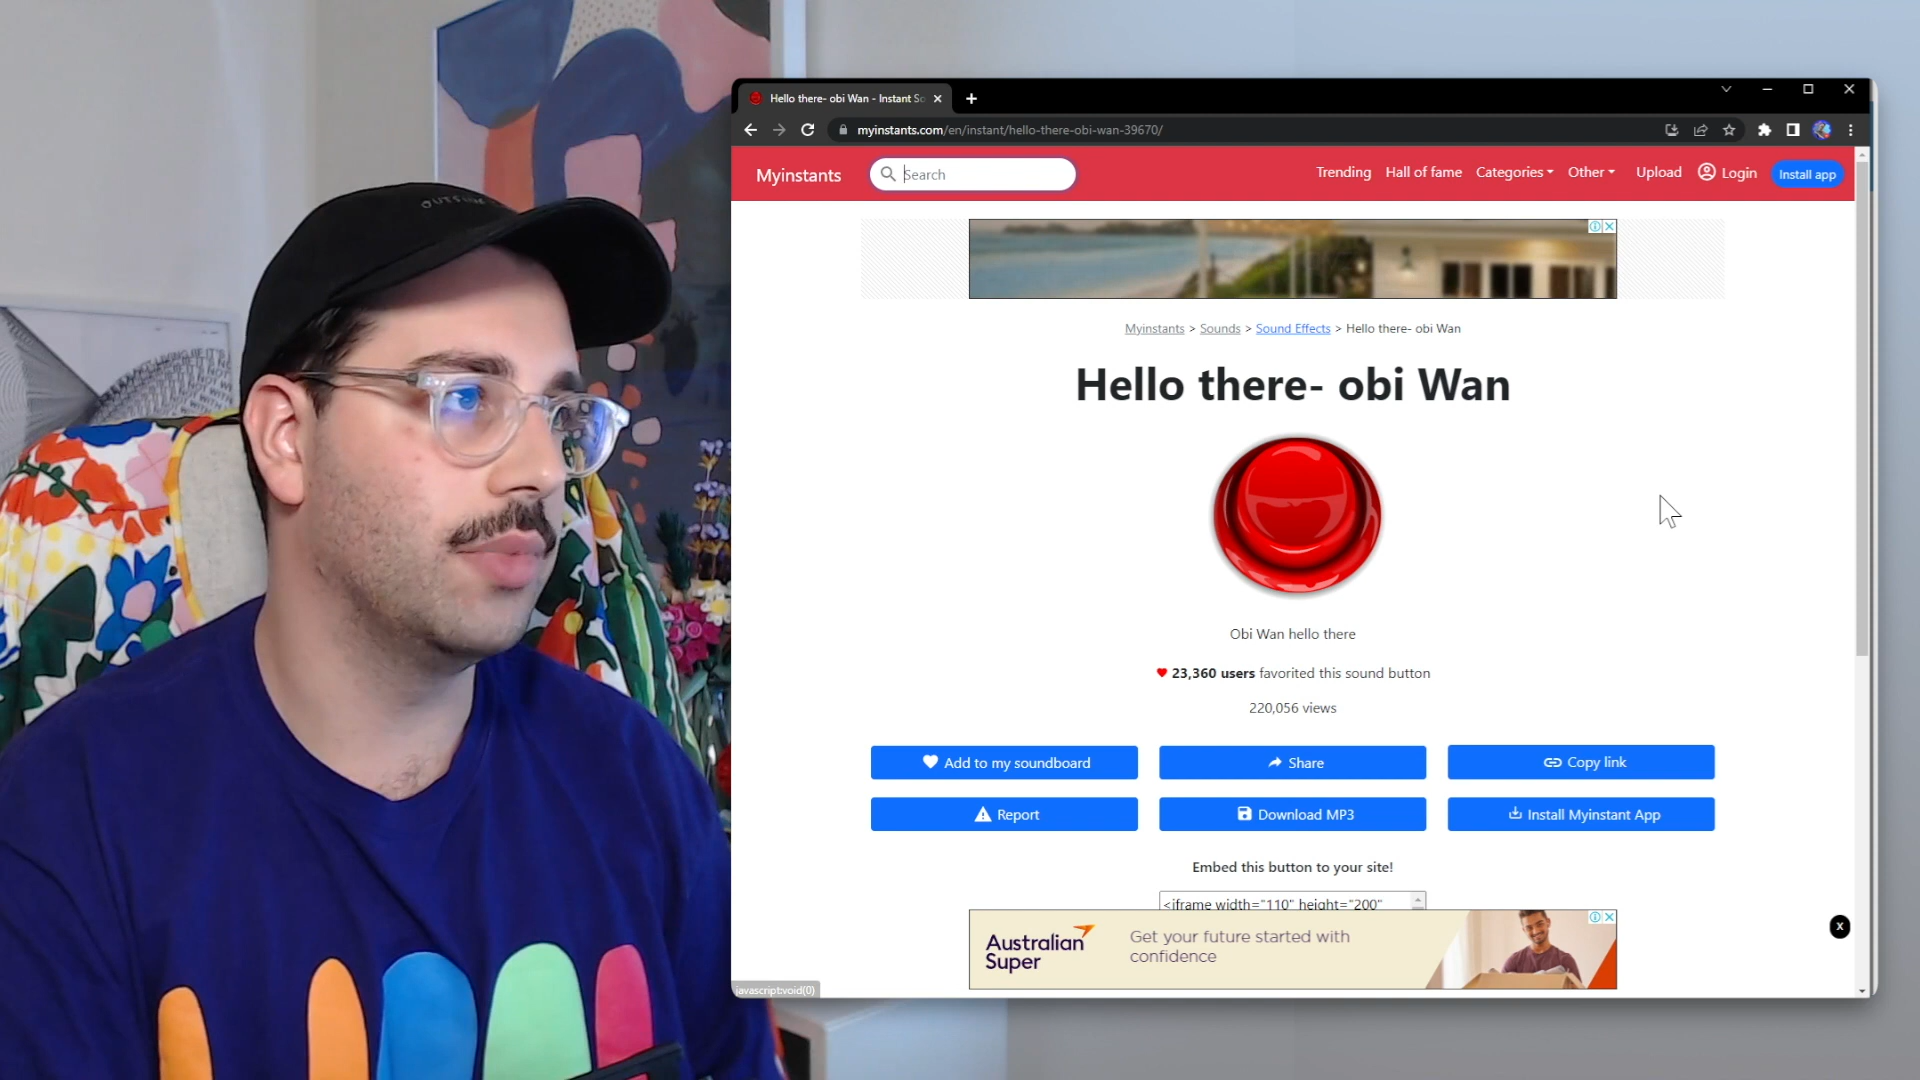 Hello there- obi Wan - Instant So
myinstants.com/en/instant/hello-there-obi-wan-39670/
Myinstants
Search
Trending
Hall of fame
Categories
Other
Upload
Login
Install app
Myinstants > Sounds > Sound Effects > Hello there- obi Wan
Hello there- obi Wan
Obi Wan hello there
23,360 users favorited this sound button
220,056 views
Add to my soundboard
Share
Copy link
Report
Download MP3
Install Myinstant App
Embed this button to your site!
<iframe width="110" height="200"
Australian
Super
Get your future started with
confidence
x
javascript:void(0)